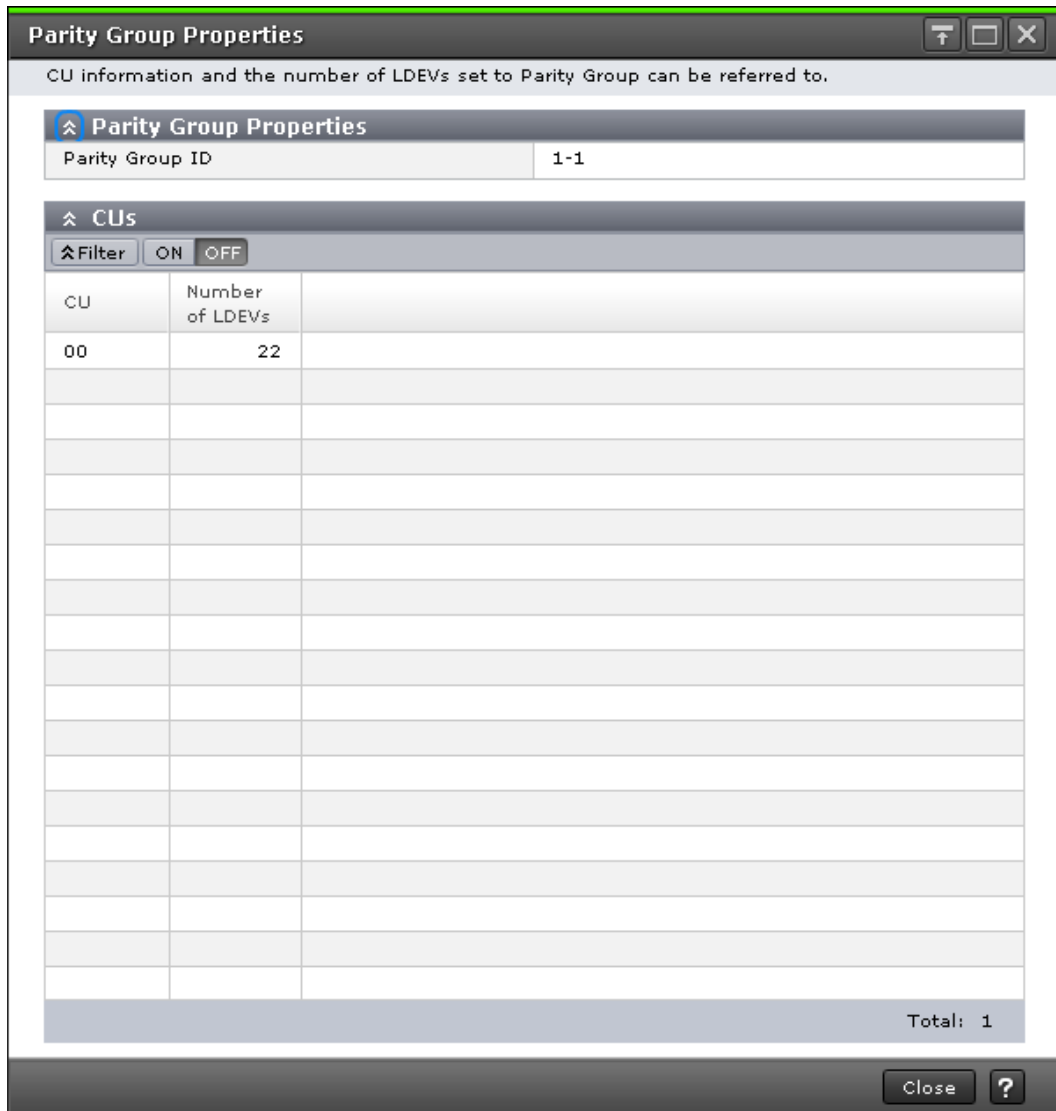 Parity Group Properties
CU information and the number of LDEVs set to Parity Group can be referred to.
Parity Group Properties
Parity Group ID 1-1
CUs
Filter ON OFF
CU Number
of LDEVs
00 22
Total: 1
Close ?